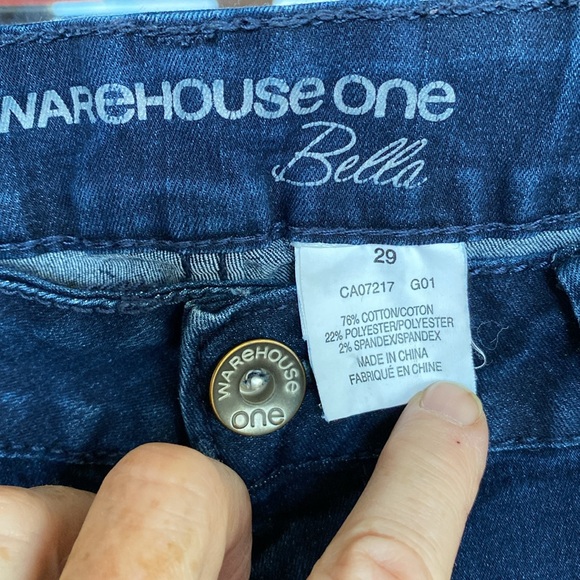 WAREHOUSE ONE
Bella
29
CA07217 G01
76% COTTON/COTON
22% POLYESTER/POLYESTER
2% SPANDEX/SPANDEX
MADE IN CHINA
FABRIQUÉ EN CHINE
WAREHOUSE
one